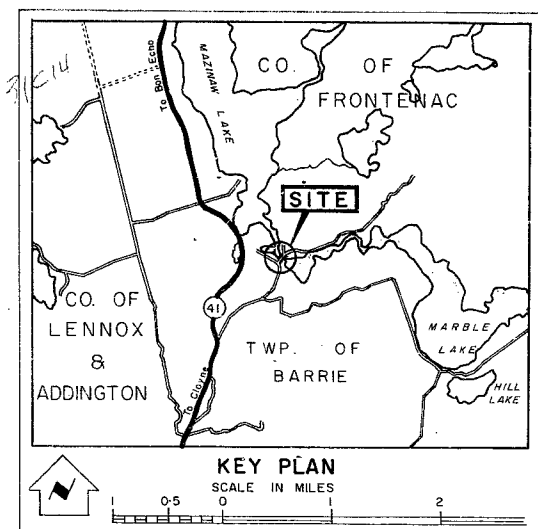 31C14
To Bon Echo
MAZINAW LAKE
CO. OF
FRONTENAC
SITE
CO. OF
LENNOX
&
ADDINGTON
41
TWP. OF
BARRIE
MARBLE
LAKE
HILL
LAKE
To Cloyne
KEY PLAN
SCALE IN MILES
1 0·5 0 1 2
N